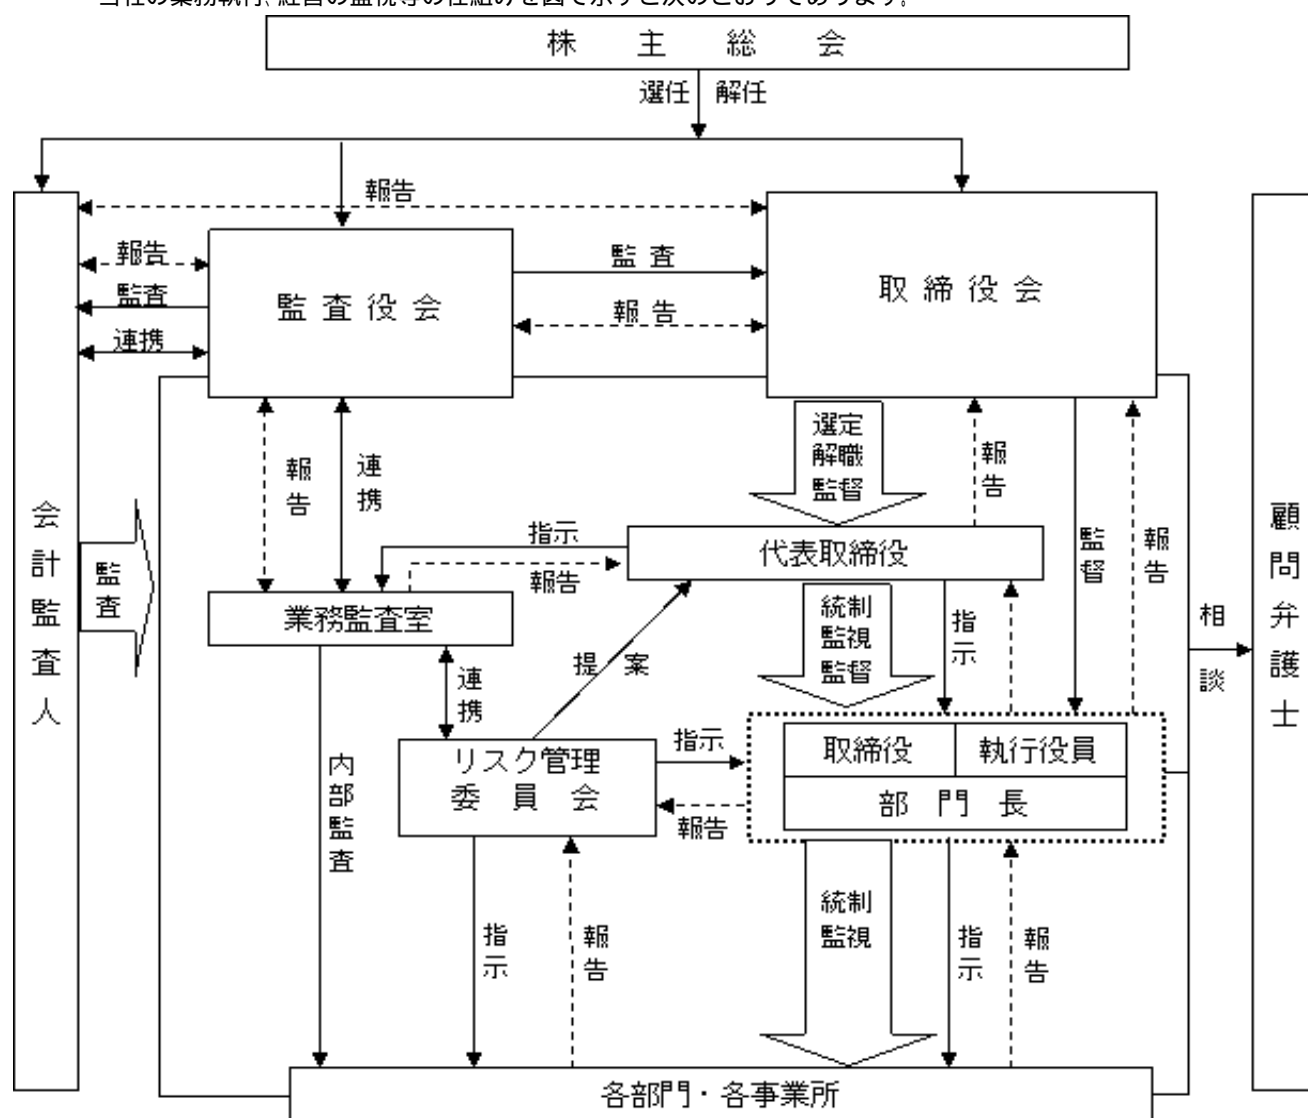 当社の業務執行、経営の監視等の仕組みを図で示すと次のとおりであります。
株主総会
選任 解任
報告
報告
監査
連携
監査役会
監査
報告
取締役会
会計監査人
監査
報告
連携
選定
解職
監督
報告
監督
報告
顧問弁護士
指示
報告
代表取締役
業務監査室
統制
監視
監督
指示
相談
提案
連携
内部監査
リスク管理
委員会
指示
報告
取締役
執行役員
部門長
指示
報告
統制
監視
指示
報告
各部門・各事業所